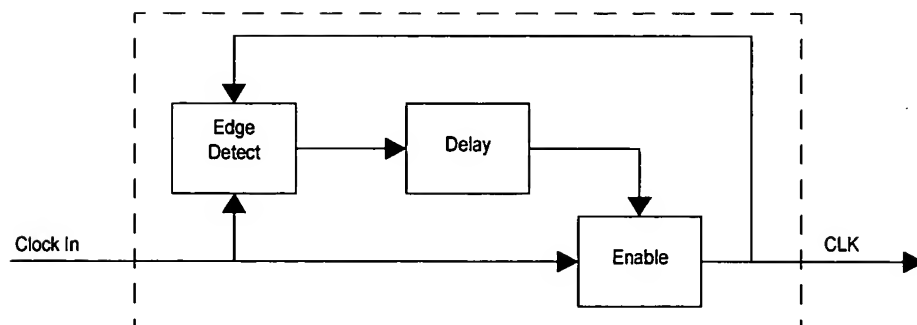 Edge
Detect
Delay
Clock In
Enable
CLK